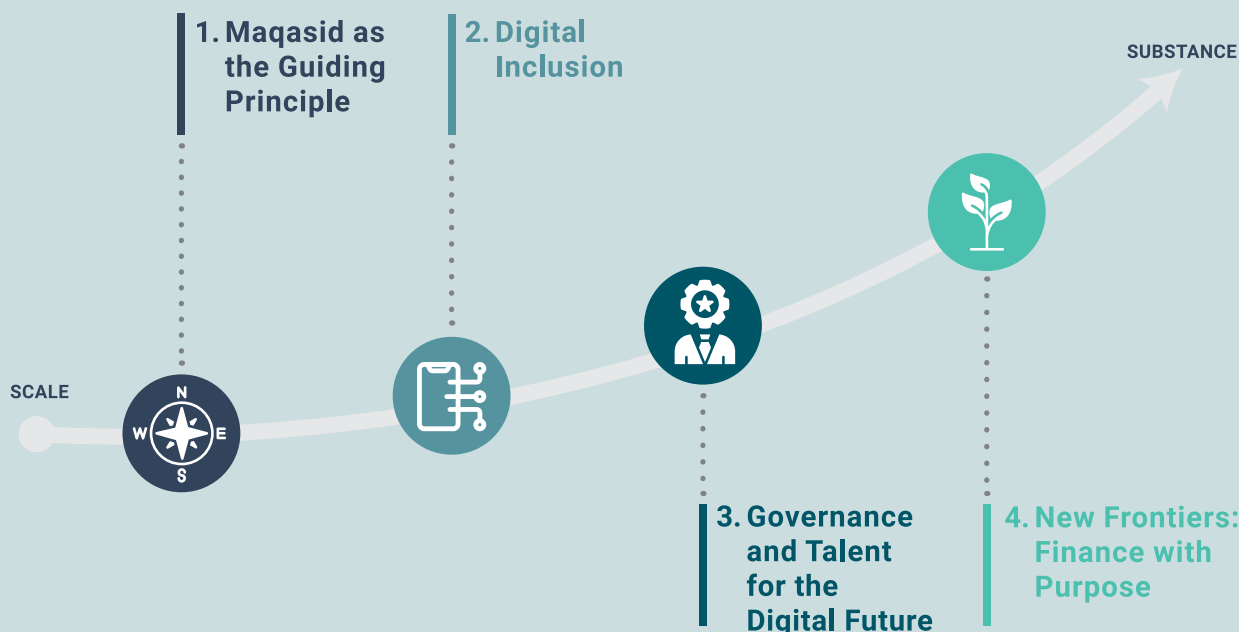 1. Maqasid as
the Guiding
Principle
2. Digital
Inclusion
SUBSTANCE
SCALE
N
W E
S
3. Governance
and Talent
for the
Digital Future
4. New Frontiers:
Finance with
Purpose